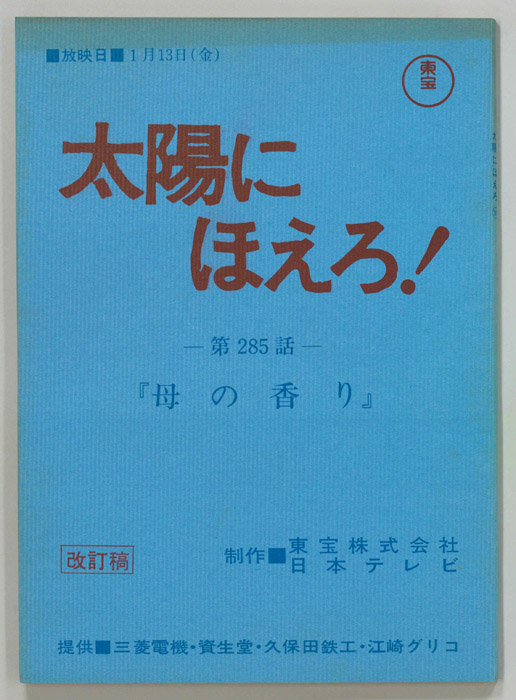 ■放映日■1月13日(金)
東宝
太陽に
ほえろ!
―第285話―
『母の香り』
改訂稿
制作■東宝株式会社
日本テレビ
提供■三菱電機・資生堂・久保田鉄工・江崎グリコ